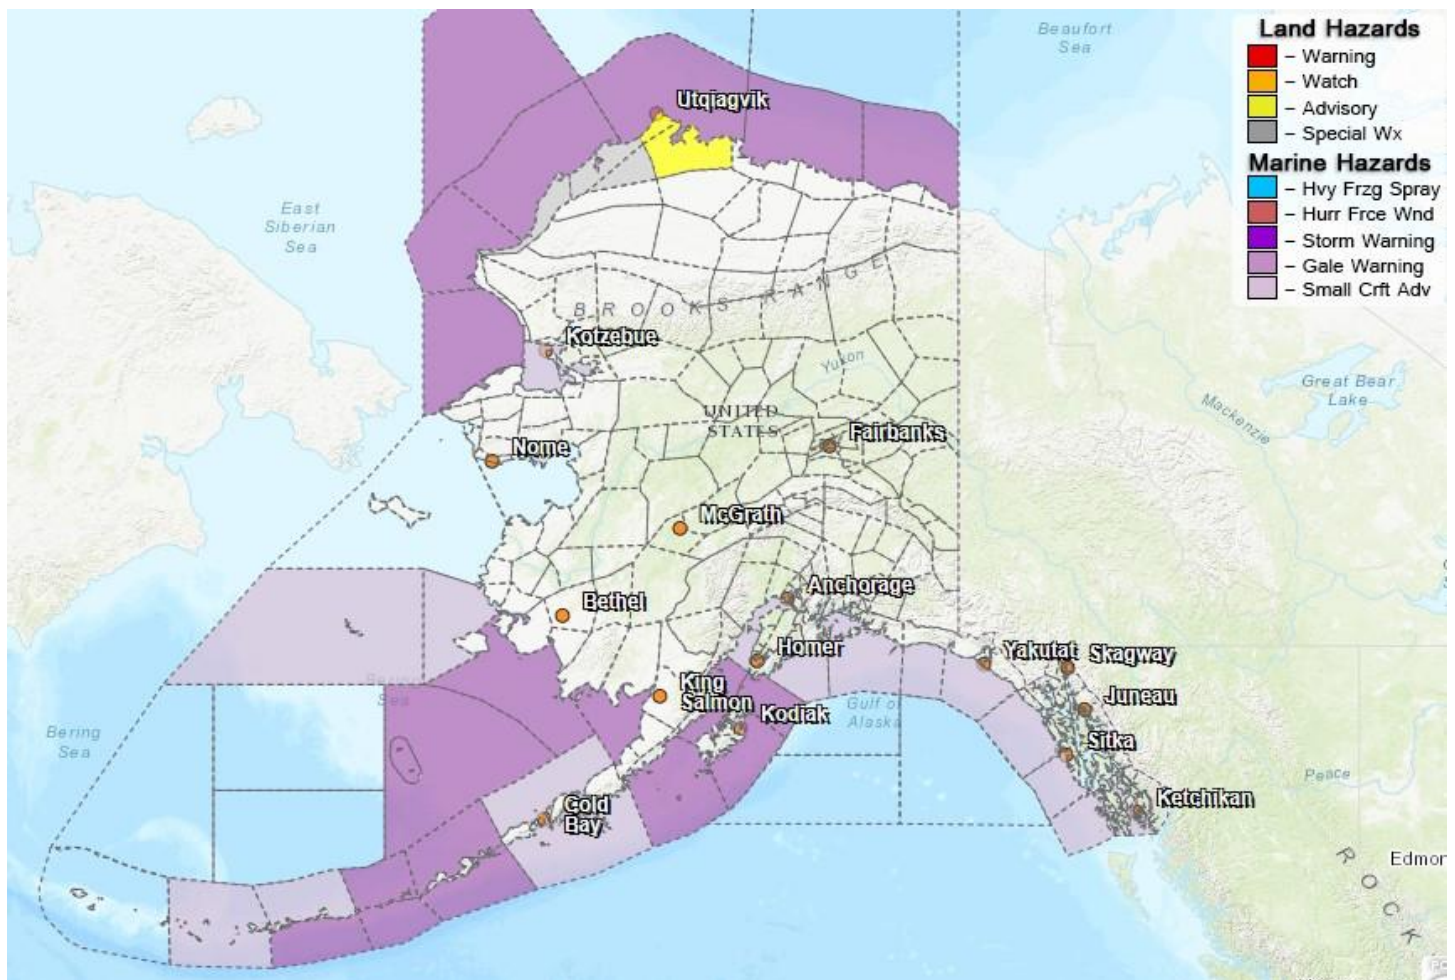 Land Hazards
– Warning
– Watch
– Advisory
– Special Wx
Marine Hazards
– Hvy Frzg Spray
– Hurr Frce Wnd
– Storm Warning
– Gale Warning
– Small Crft Adv
Beaufort
Sea
Utqiagvik
East
Siberian
Sea
BROOKS RANGE
Kotzebue
Yukon
Great Bear
Lake
Mackenzie
UNITED
STATES
Fairbanks
Nome
McGrath
Anchorage
Bethel
Homer
Yakutat
Skagway
King
Salmon
Juneau
Kodiak
Gulf of
Alaska
Sitka
Bering
Sea
Sea
Peace
Ketchikan
Gold
Bay
ROCK
Edmor